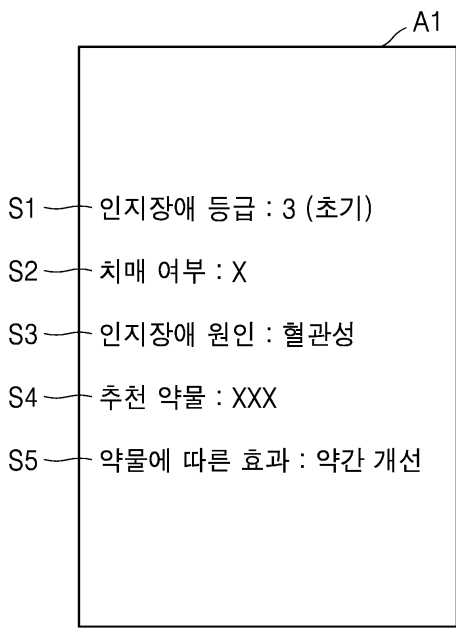 A1
S1 인지장애 등급 : 3 (초기)
S2 치매 여부 : X
S3 인지장애 원인 : 혈관성
S4 추천 약물 : XXX
S5 약물에 따른 효과 : 약간 개선